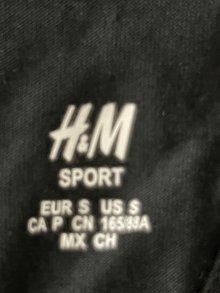 H&M
SPORT
EUR S US S
CA P CN 165/88A
MX CH